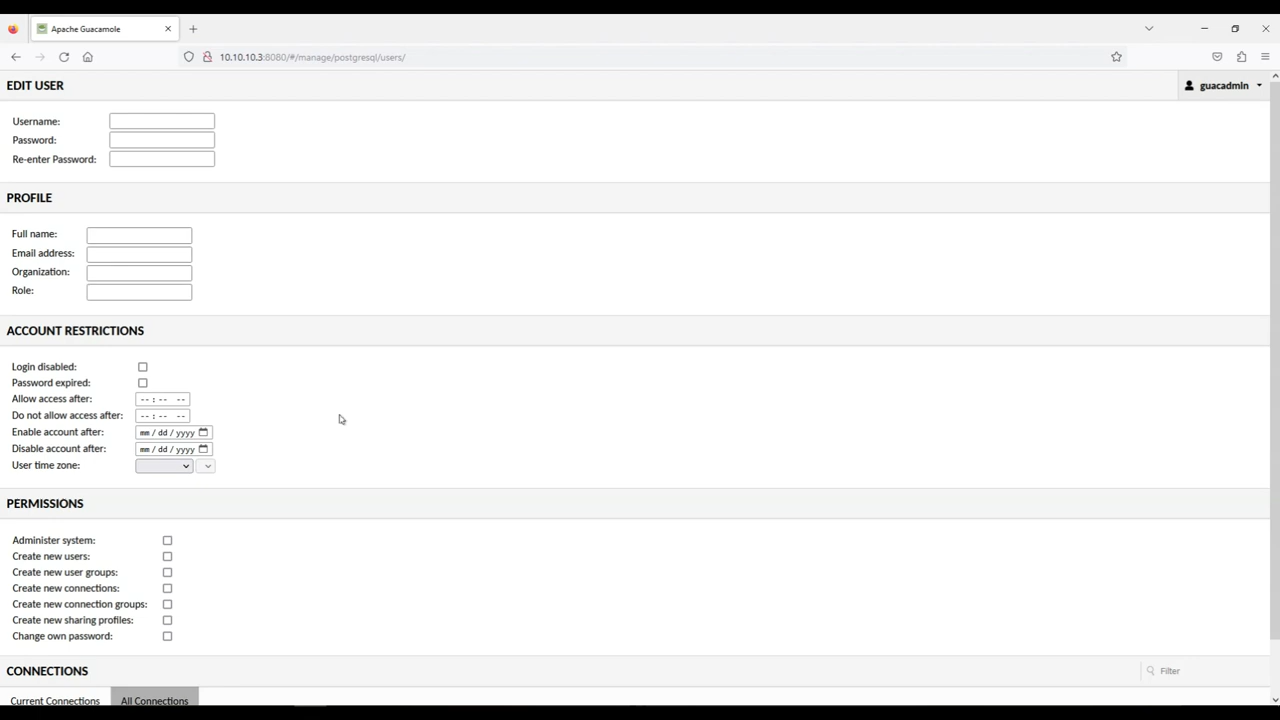 Apache Guacamole
10.10.10.3:8080/#/manage/postgresql/users/
EDIT USER
guacadmin
Username:
Password:
Re-enter Password:
PROFILE
Full name:
Email address:
Organization:
Role:
ACCOUNT RESTRICTIONS
Login disabled:
Password expired:
Allow access after: -- : -- --
Do not allow access after: -- : -- --
Enable account after: mm / dd / yyyy
Disable account after: mm / dd / yyyy
User time zone:
PERMISSIONS
Administer system:
Create new users:
Create new user groups:
Create new connections:
Create new connection groups:
Create new sharing profiles:
Change own password:
CONNECTIONS
Filter
Current Connections All Connections